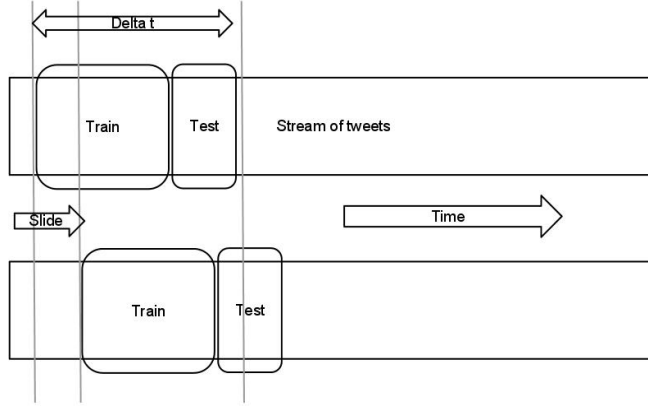 Delta t
Train
Test
Stream of tweets
Slide
Time
Train
Test